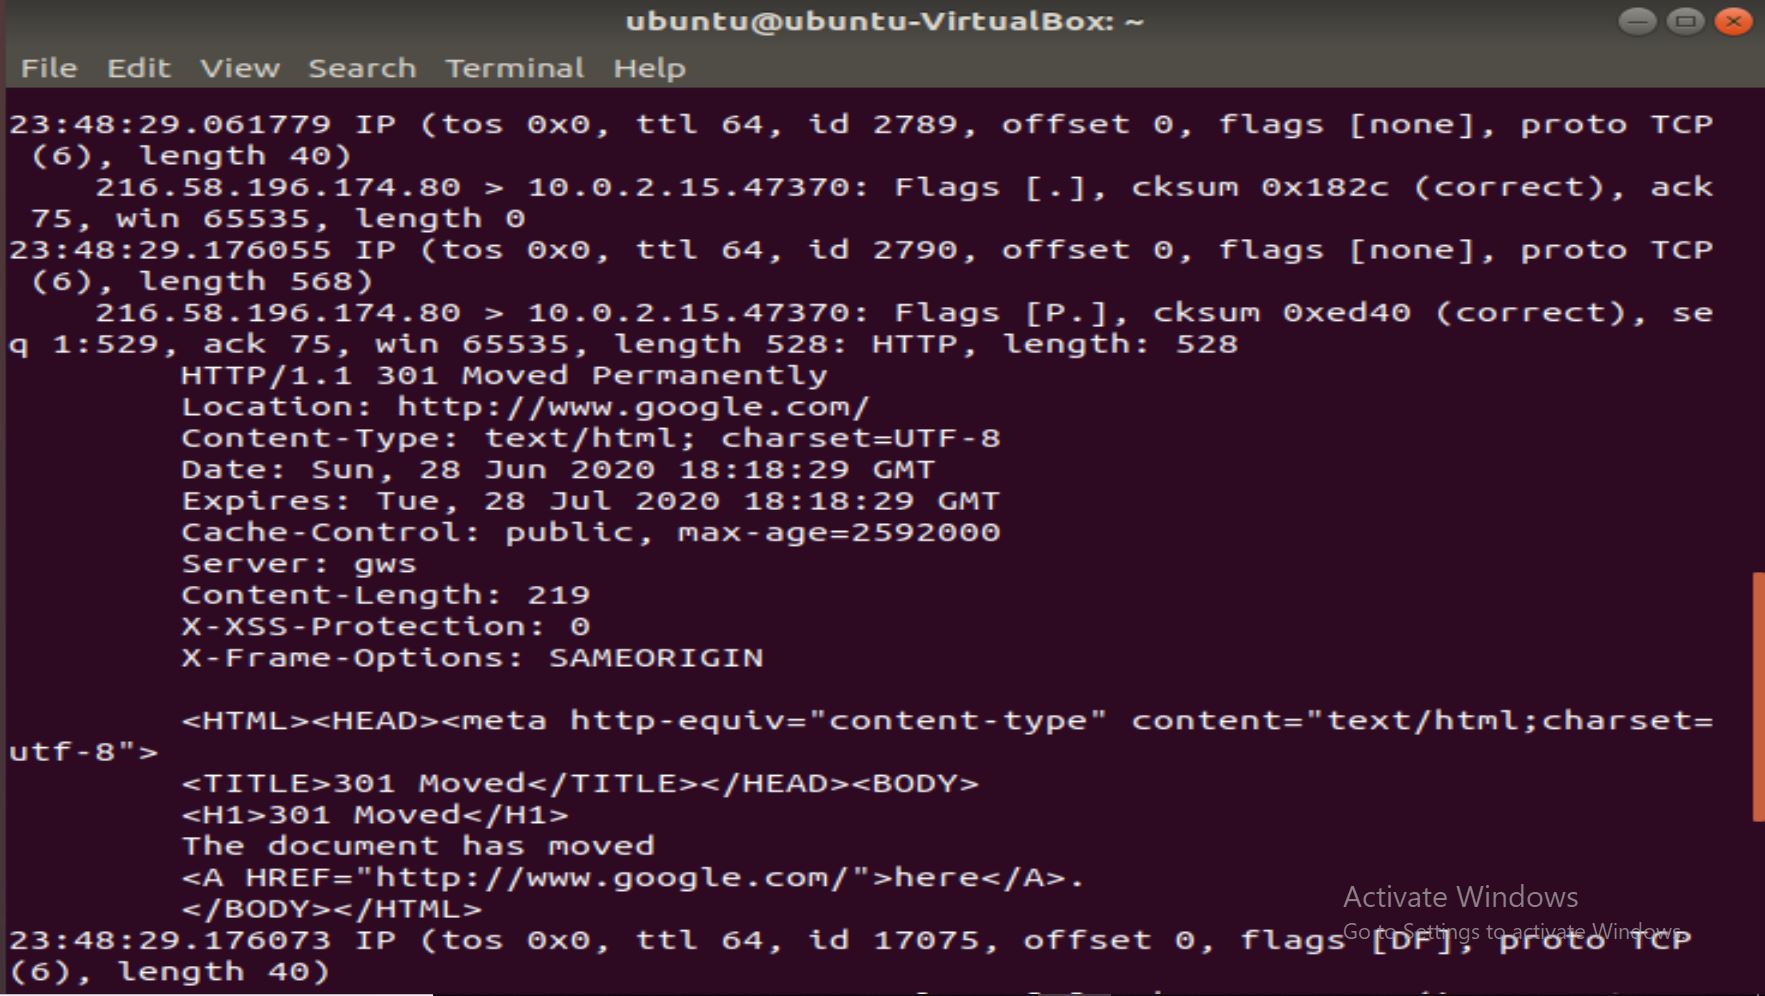 ubuntu@ubuntu-VirtualBox: ~
File Edit View Search Terminal Help
23:48:29.061779 IP (tos 0x0, ttl 64, id 2789, offset 0, flags [none], proto TCP
 (6), length 40)
    216.58.196.174.80 > 10.0.2.15.47370: Flags [.], cksum 0x182c (correct), ack
 75, win 65535, length 0
23:48:29.176055 IP (tos 0x0, ttl 64, id 2790, offset 0, flags [none], proto TCP
 (6), length 568)
    216.58.196.174.80 > 10.0.2.15.47370: Flags [P.], cksum 0xed40 (correct), se
q 1:529, ack 75, win 65535, length 528: HTTP, length: 528
        HTTP/1.1 301 Moved Permanently
        Location: http://www.google.com/
        Content-Type: text/html; charset=UTF-8
        Date: Sun, 28 Jun 2020 18:18:29 GMT
        Expires: Tue, 28 Jul 2020 18:18:29 GMT
        Cache-Control: public, max-age=2592000
        Server: gws
        Content-Length: 219
        X-XSS-Protection: 0
        X-Frame-Options: SAMEORIGIN
        <HTML><HEAD><meta http-equiv="content-type" content="text/html;charset=
utf-8">
        <TITLE>301 Moved</TITLE></HEAD><BODY>
        <H1>301 Moved</H1>
        The document has moved
        <A HREF="http://www.google.com/">here</A>.
        </BODY></HTML>
23:48:29.176073 IP (tos 0x0, ttl 64, id 17075, offset 0, flags [DF], proto TCP
(6), length 40)
Activate Windows
Go to Settings to activate Windows.